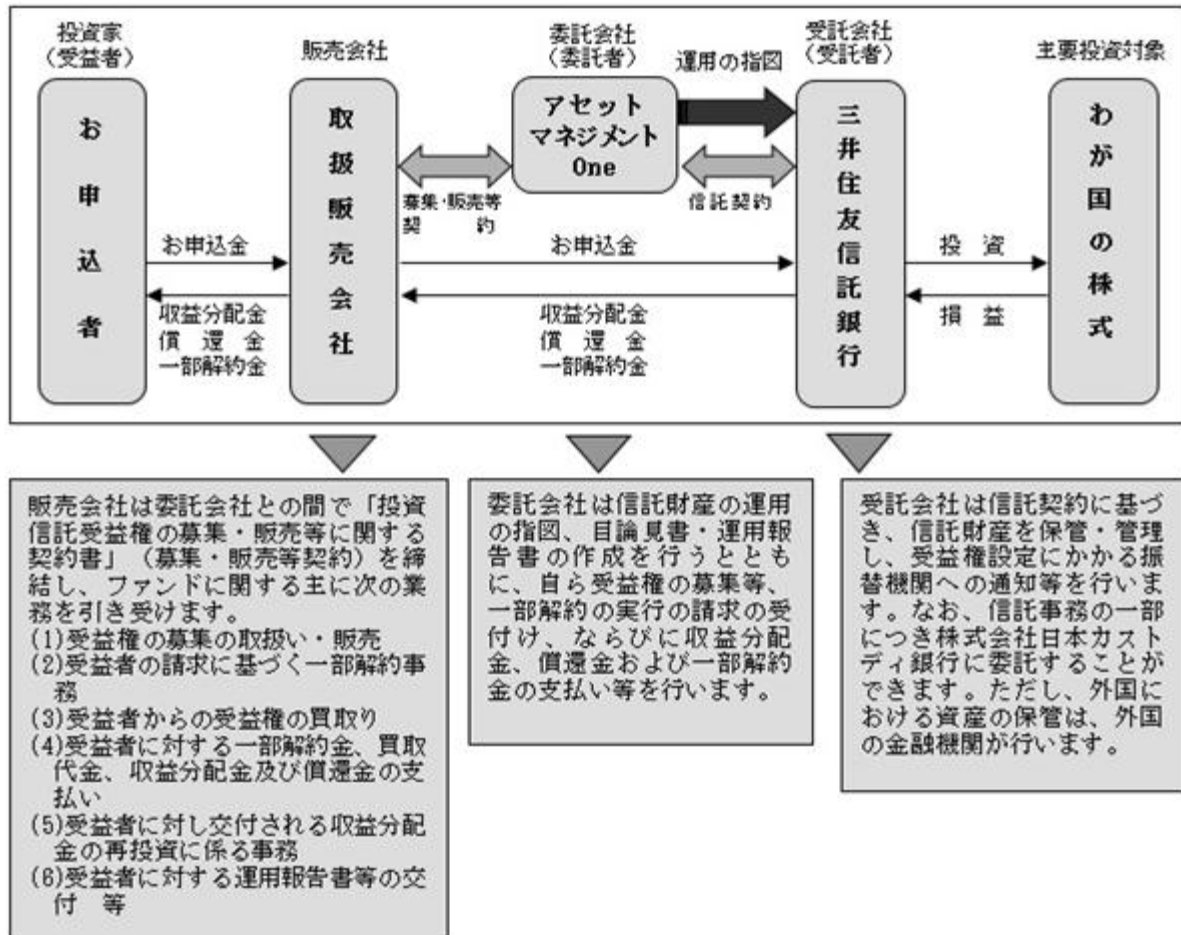 投資家
（受益者）
販売会社
委託会社
（委託者）
運用の指図
受託会社
（受託者）
主要投資対象
お申込者
取扱販売会社
アセット
マネジメント
One
三井住友信託銀行
わが国の株式
募集・販売等
契　約
信託契約
お申込金
お申込金
投　資
収益分配金
償　還　金
一部解約金
収益分配金
償　還　金
一部解約金
損　益
販売会社は委託会社との間で「投資
信託受益権の募集・販売等に関する
契約書」（募集・販売等契約）を締
結し、ファンドに関する主に次の業
務を引き受けます。
(1)受益権の募集の取扱い・販売
(2)受益者の請求に基づく一部解約事
務
(3)受益者からの受益権の買取り
(4)受益者に対する一部解約金、買取
代金、収益分配金及び償還金の支
払い
(5)受益者に対し交付される収益分配
金の再投資に係る事務
(6)受益者に対する運用報告書等の交
付　等
委託会社は信託財産の運用
の指図、目論見書・運用報
告書の作成を行うととも
に、自ら受益権の募集等、
一部解約の実行の請求の受
付け、ならびに収益分配
金、償還金および一部解約
金の支払い等を行います。
受託会社は信託契約に基づ
き、信託財産を保管・管理
し、受益権設定にかかる振
替機関への通知等を行いま
す。なお、信託事務の一部
につき株式会社日本カスト
ディ銀行に委託することが
できます。ただし、外国に
おける資産の保管は、外国
の金融機関が行います。